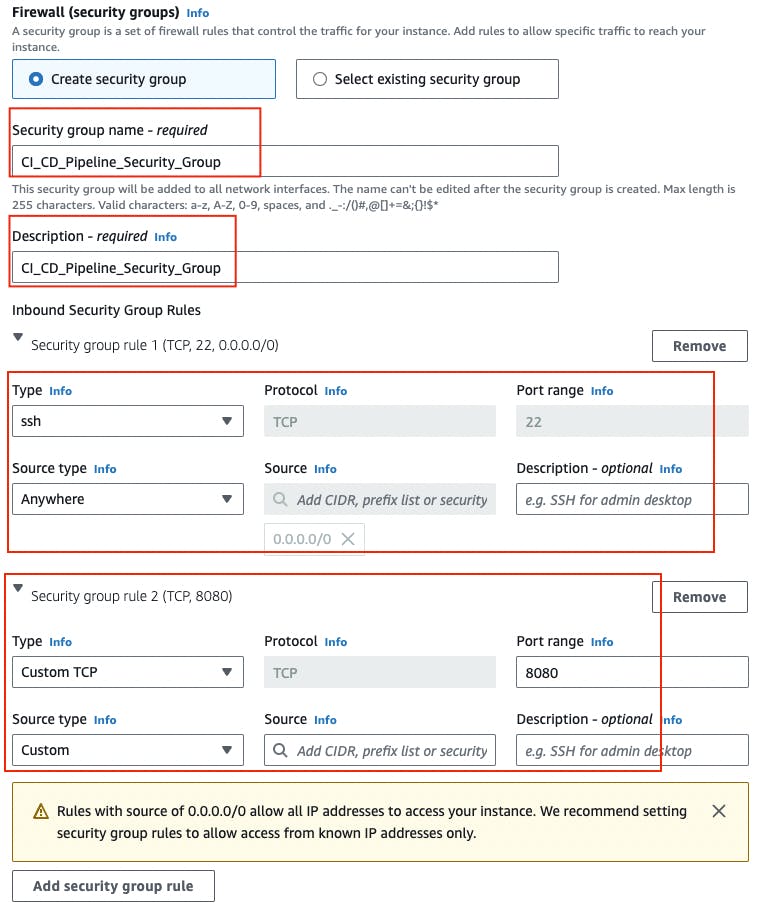 Firewall (security groups) Info
A security group is a set of firewall rules that control the traffic for your instance. Add rules to allow specific traffic to reach your
instance.
Create security group
Select existing security group
Security group name - required
CI_CD_Pipeline_Security_Group
This security group will be added to all network interfaces. The name can't be edited after the security group is created. Max length is
255 characters. Valid characters: a-z, A-Z, 0-9, spaces, and ._-:/()#,@[]+=&;{}!$*
Description - required Info
CI_CD_Pipeline_Security_Group
Inbound Security Group Rules
Security group rule 1 (TCP, 22, 0.0.0.0/0)
Remove
Type Info
Protocol Info
Port range Info
ssh
TCP
22
Source type Info
Source Info
Description - optional Info
Anywhere
Add CIDR, prefix list or security
e.g. SSH for admin desktop
0.0.0.0/0
Security group rule 2 (TCP, 8080)
Remove
Type Info
Protocol Info
Port range Info
Custom TCP
TCP
8080
Source type Info
Source Info
Description - optional Info
Custom
Add CIDR, prefix list or security
e.g. SSH for admin desktop
Rules with source of 0.0.0.0/0 allow all IP addresses to access your instance. We recommend setting
security group rules to allow access from known IP addresses only.
Add security group rule